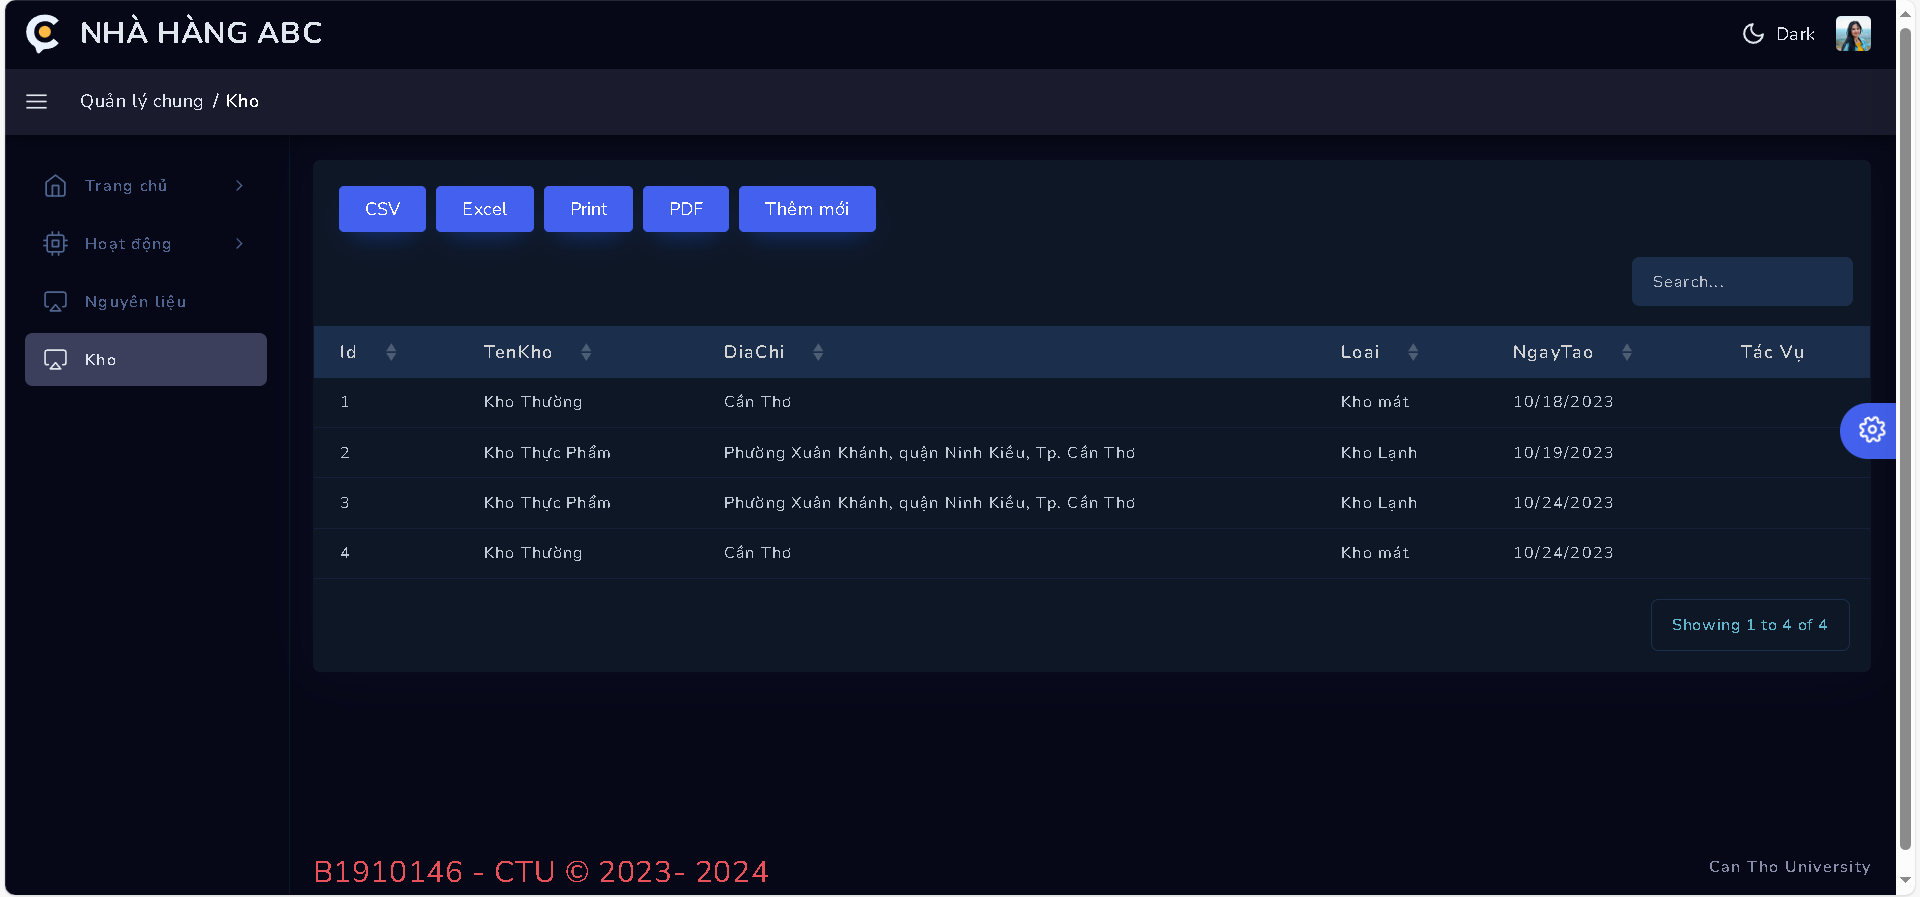 NHÀ HÀNG ABC
Dark
Quản lý chung / Kho
Trang chủ
Hoạt động
Nguyên liệu
Kho
CSV Excel Print PDF Thêm mới
Search...
Id TenKho DiaChi Loai NgayTao Tác Vụ
1 Kho Thường Cần Thơ Kho mát 10/18/2023
2 Kho Thực Phẩm Phường Xuân Khánh, quận Ninh Kiều, Tp. Cần Thơ Kho Lạnh 10/19/2023
3 Kho Thực Phẩm Phường Xuân Khánh, quận Ninh Kiều, Tp. Cần Thơ Kho Lạnh 10/24/2023
4 Kho Thường Cần Thơ Kho mát 10/24/2023
Showing 1 to 4 of 4
B1910146 - CTU © 2023- 2024
Can Tho University